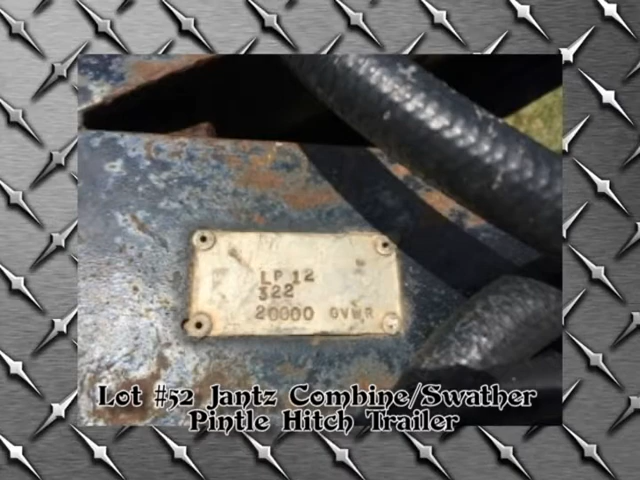 LP 12
322
20000 GVWR
Lot #52 Jantz Combine/Swather
Pintle Hitch Trailer